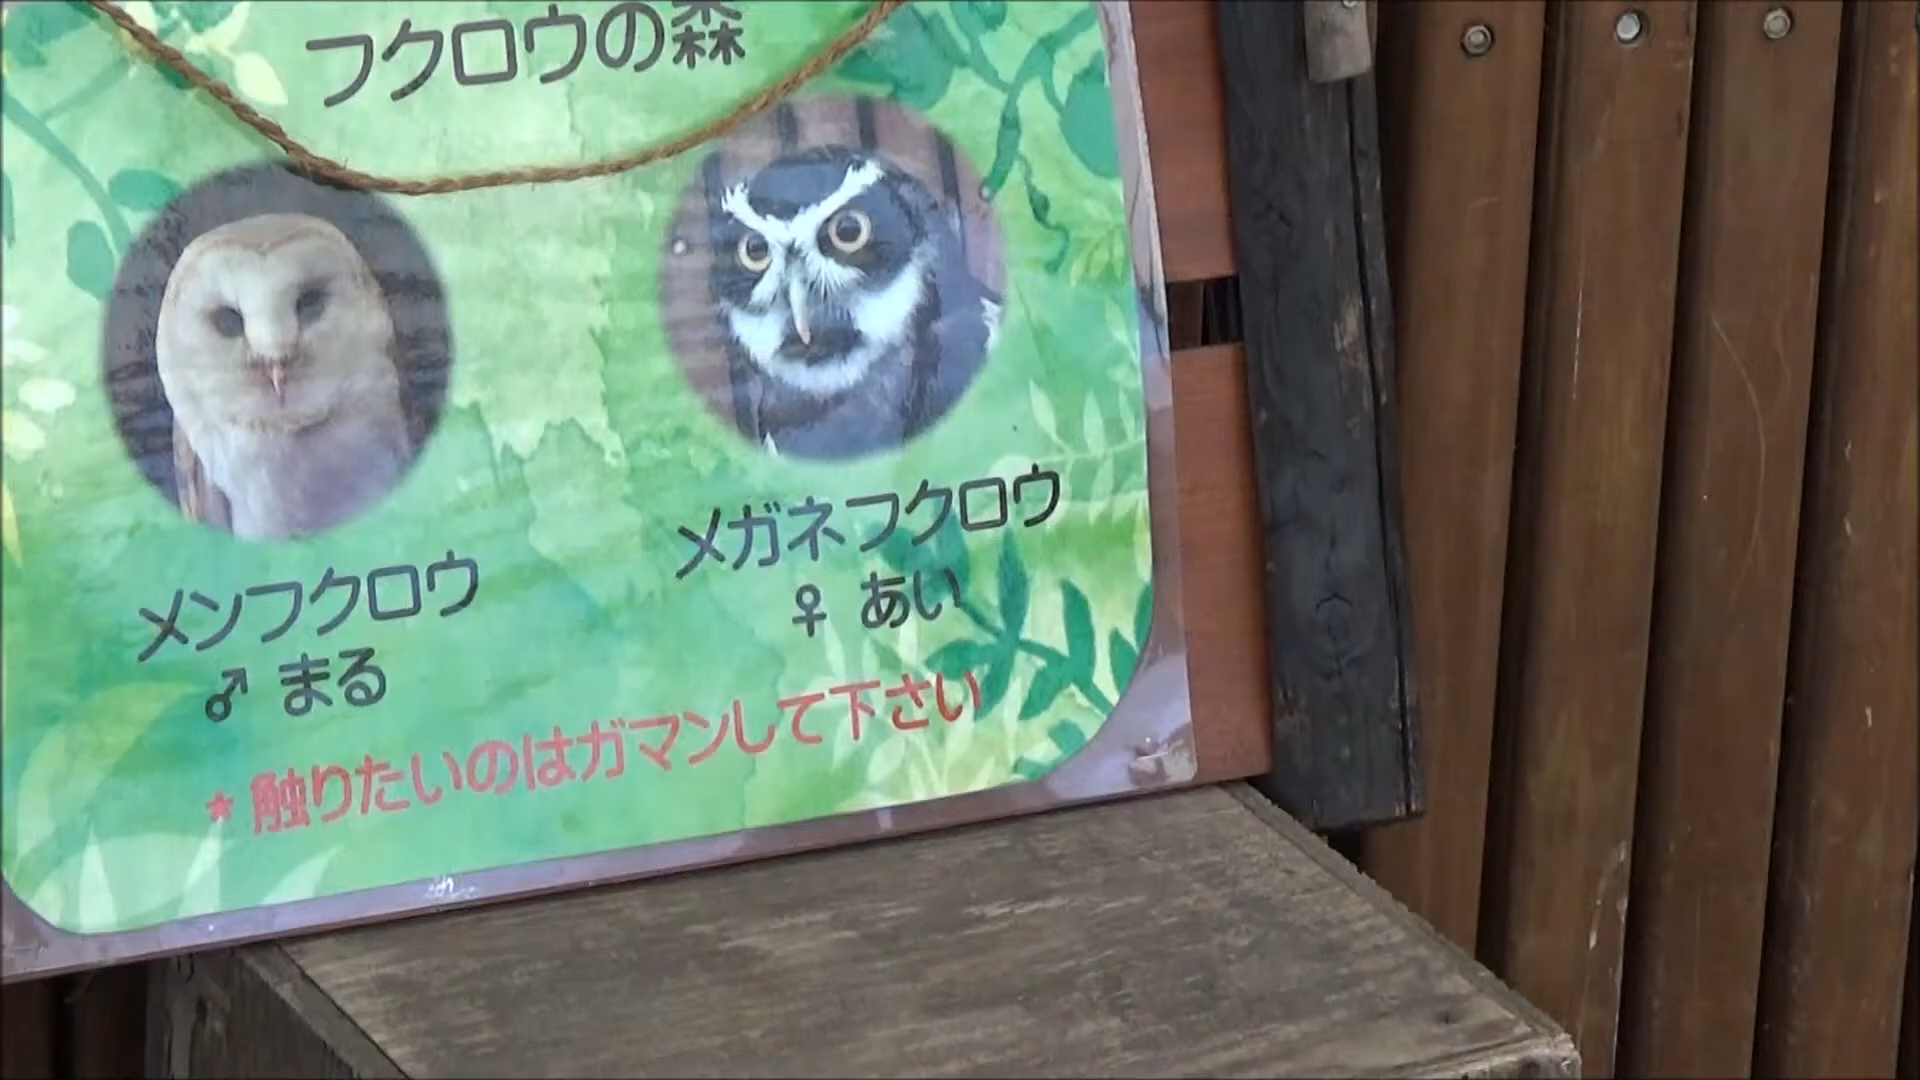 フクロウの森
メンフクロウ
♂ まる
メガネフクロウ
♀ あい
* 触りたいのはガマンして下さい